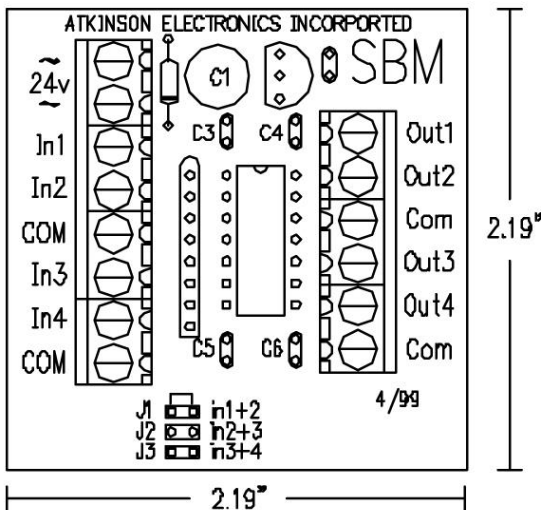 ATKINSON ELECTRONICS INCORPORATED
~
24v
~
In1
In2
COM
In3
In4
COM
C1
SBM
C3
C4
C5
C6
Out1
Out2
Com
Out3
Out4
Com
4/99
J1 in1+2
J2 in2+3
J3 in3+4
2.19"
2.19"